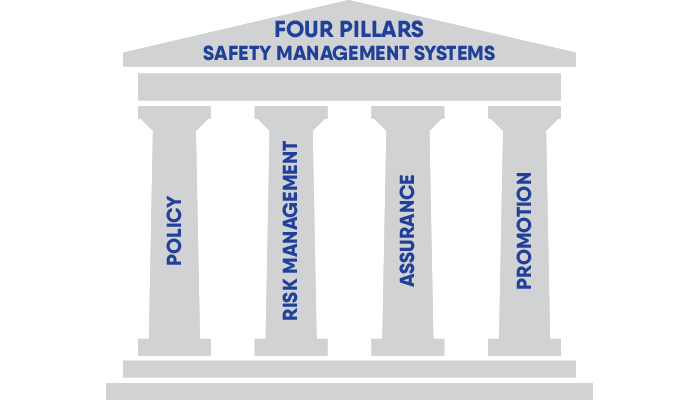 FOUR PILLARS
SAFETY MANAGEMENT SYSTEMS
POLICY
RISK MANAGEMENT
ASSURANCE
PROMOTION